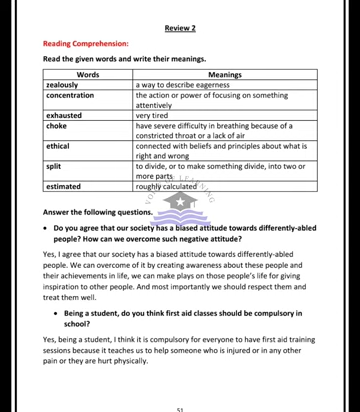 Review 2
Reading Comprehension:
Read the given words and write their meanings.
Words Meanings
zealously a way to describe eagerness
concentration the action or power of focusing on something
attentively
exhausted very tired
choke have severe difficulty in breathing because of a
constricted throat or a lack of air
ethical connected with beliefs and principles about what is
right and wrong
split to divide, or to make something divide, into two or
more parts
estimated roughly calculated
Answer the following questions.
• Do you agree that our society has a biased attitude towards differently-abled
people? How can we overcome such negative attitude?
Yes, I agree that our society has a biased attitude towards differently-abled
people. We can overcome of it by creating awareness about these people and
their achievements in life, we can make plays on those people's life for giving
inspiration to other people. And most importantly we should respect them and
treat them well.
• Being a student, do you think first aid classes should be compulsory in
school?
Yes, being a student, I think it is compulsory for everyone to have first aid training
sessions because it teaches us to help someone who is injured or in any other
pain or they are hurt physically.
51